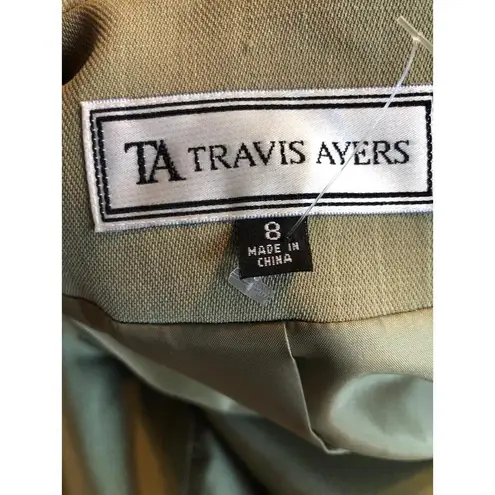 TA TRAVIS AYERS
8
MADE IN
CHINA